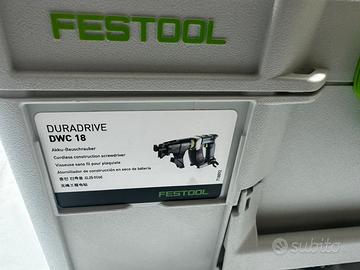 FESTOOL
DURADRIVE
DWC 18
Akku-Bauschrauber
Cordless construction screwdriver
Visseuse sans fil pour plaquiste
Atornillador de construcción en seco de batería
FESTOOL
subito